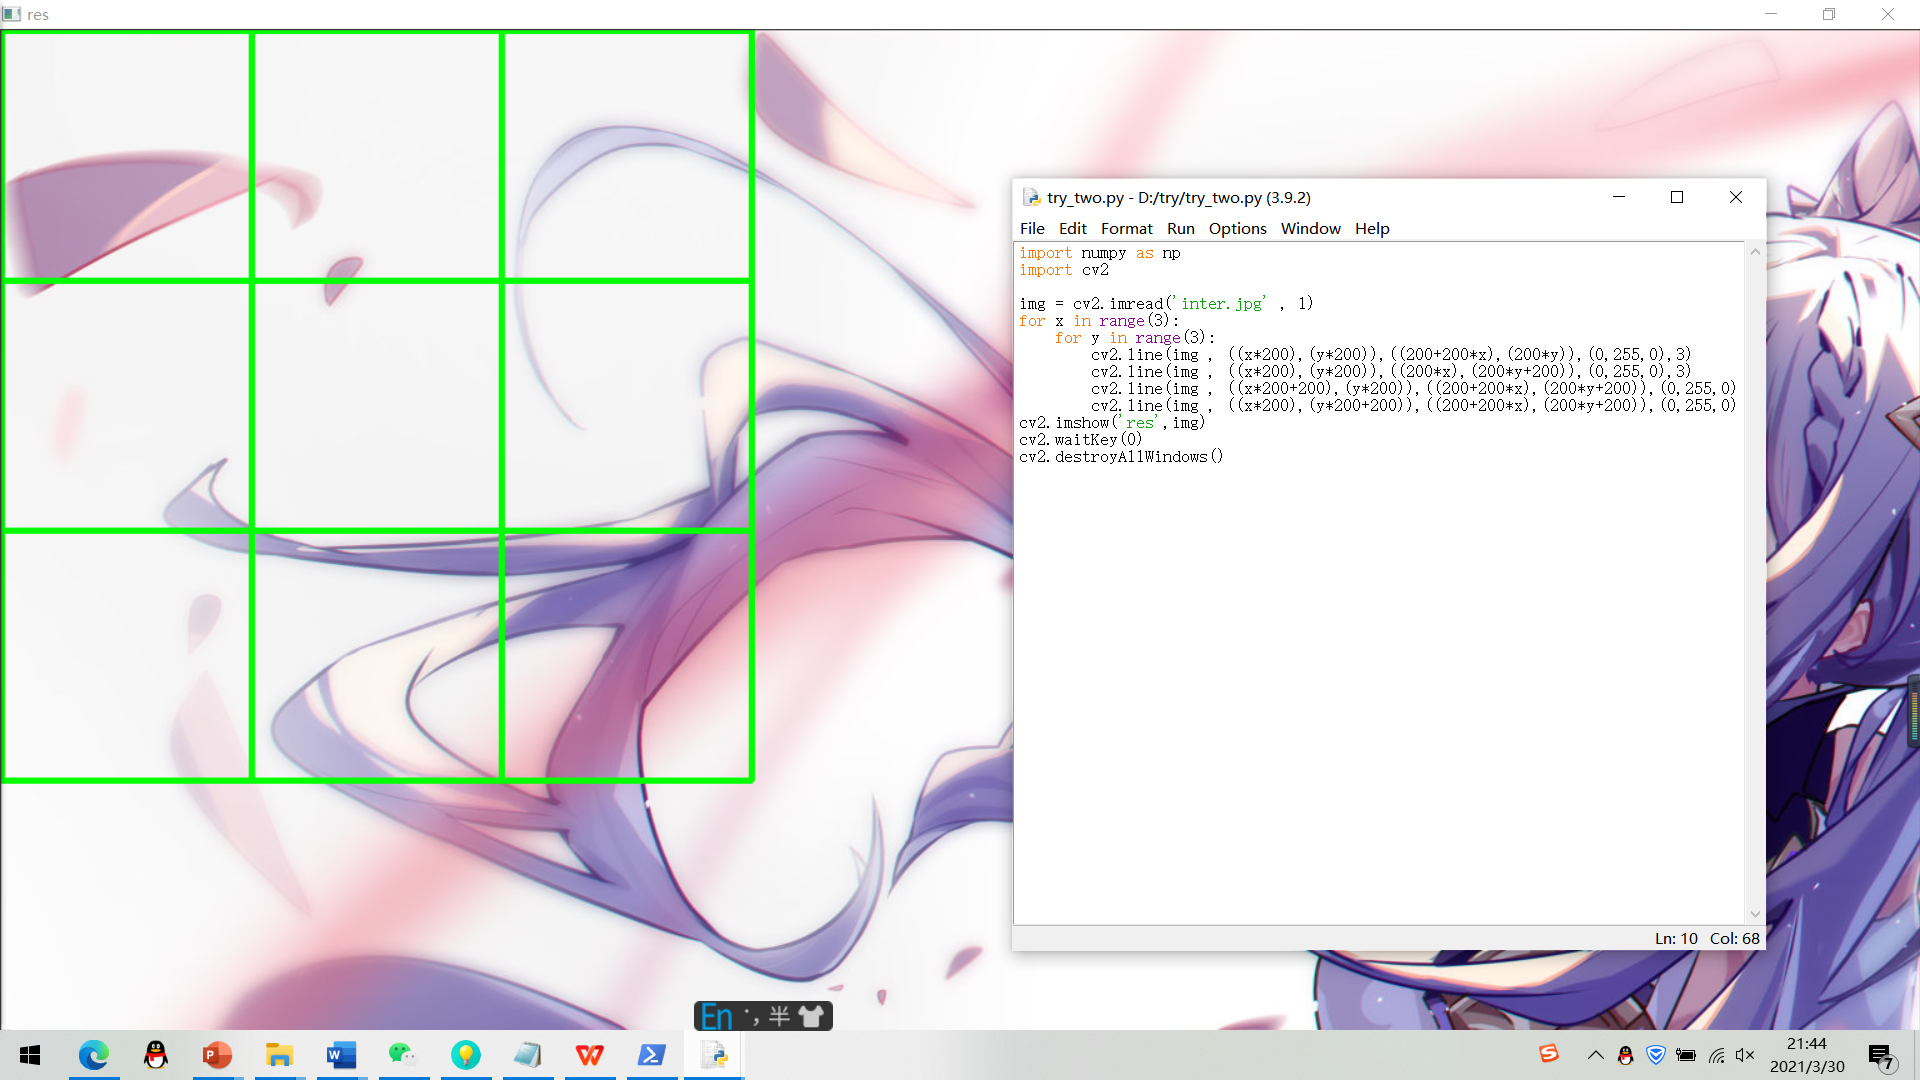 res
try_two.py - D:/try/try_two.py (3.9.2)
File Edit Format Run Options Window Help
import numpy as np
import cv2
img = cv2.imread('inter.jpg' , 1)
for x in range(3):
    for y in range(3):
        cv2.line(img , ((x*200),(y*200)),((200+200*x),(200*y)),(0,255,0),3)
        cv2.line(img , ((x*200),(y*200)),((200*x),(200*y+200)),(0,255,0),3)
        cv2.line(img , ((x*200+200),(y*200)),((200+200*x),(200*y+200)),(0,255,0)
        cv2.line(img , ((x*200),(y*200+200)),((200+200*x),(200*y+200)),(0,255,0)
cv2.imshow('res',img)
cv2.waitKey(0)
cv2.destroyAllWindows()
Ln: 10 Col: 68
En ·, 半
21:44
2021/3/30
7